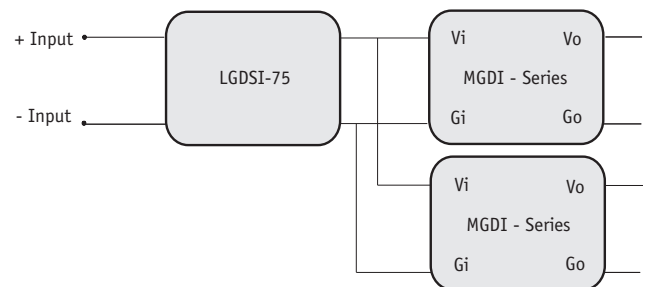 + Input
- Input
LGDSI-75
Vi Vo
MGDI - Series
Gi Go
Vi Vo
MGDI - Series
Gi Go